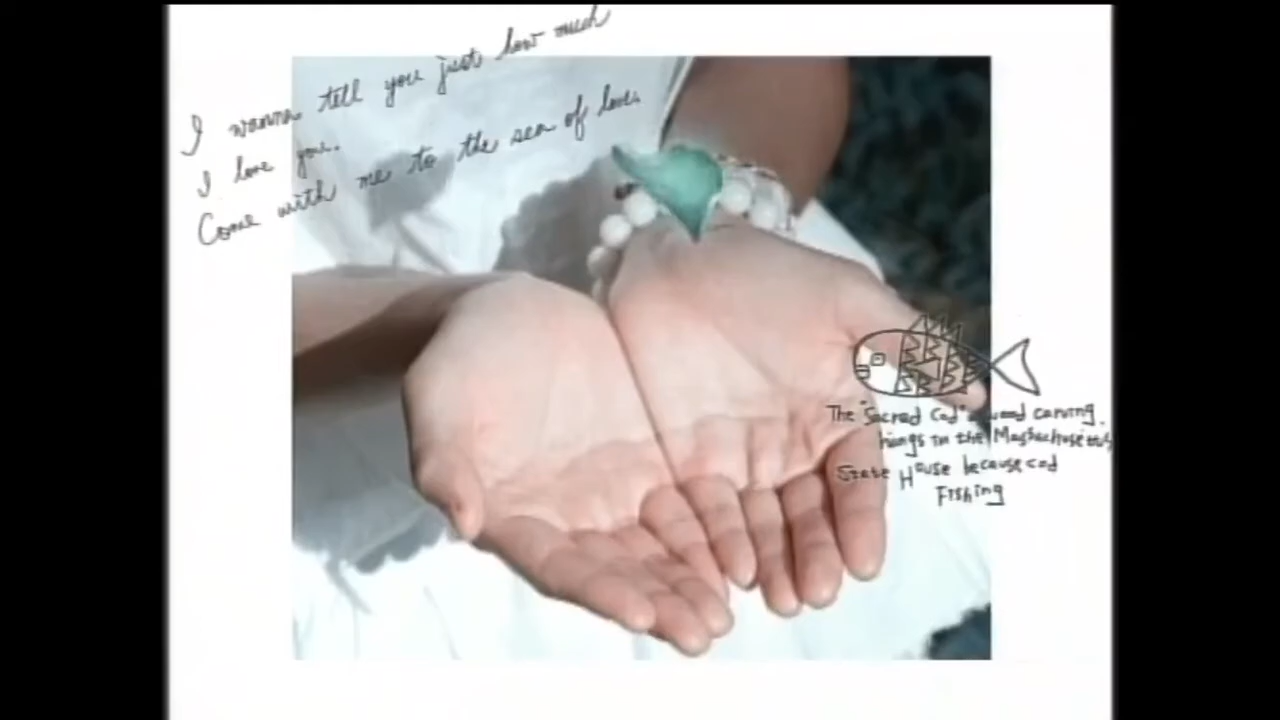 I wanna tell you just how much
I love you.
Come with me to the sea of love.
The "Sacred Cod" wood carving
hangs in the Massachusetts
State House because cod
Fishing